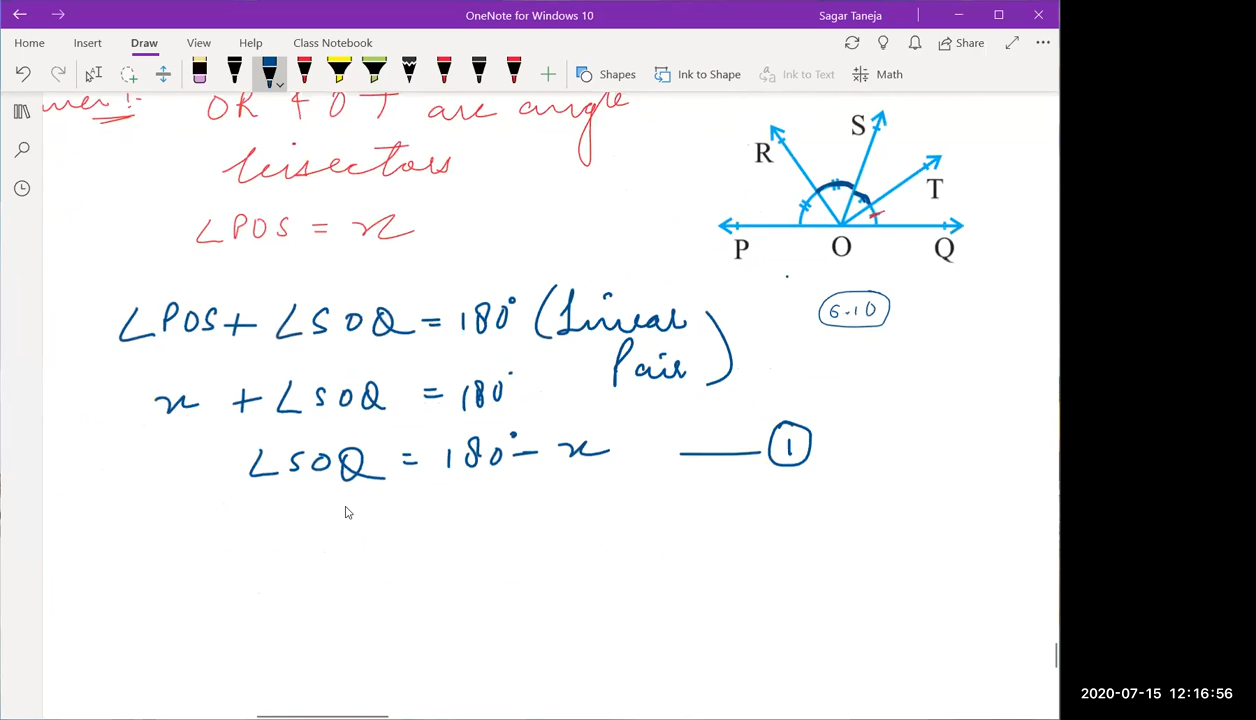 OneNote for Windows 10
Sagar Taneja
Home Insert Draw View Help Class Notebook
Share
Shapes Ink to Shape Ink to Text Math
OR & OT are angle
bisectors
∠POS = x
R S T
P O Q
6.10
∠POS + ∠SOQ = 180° (Linear
Pair)
x + ∠SOQ = 180°
∠SOQ = 180° - x —— 1
2020-07-15 12:16:56